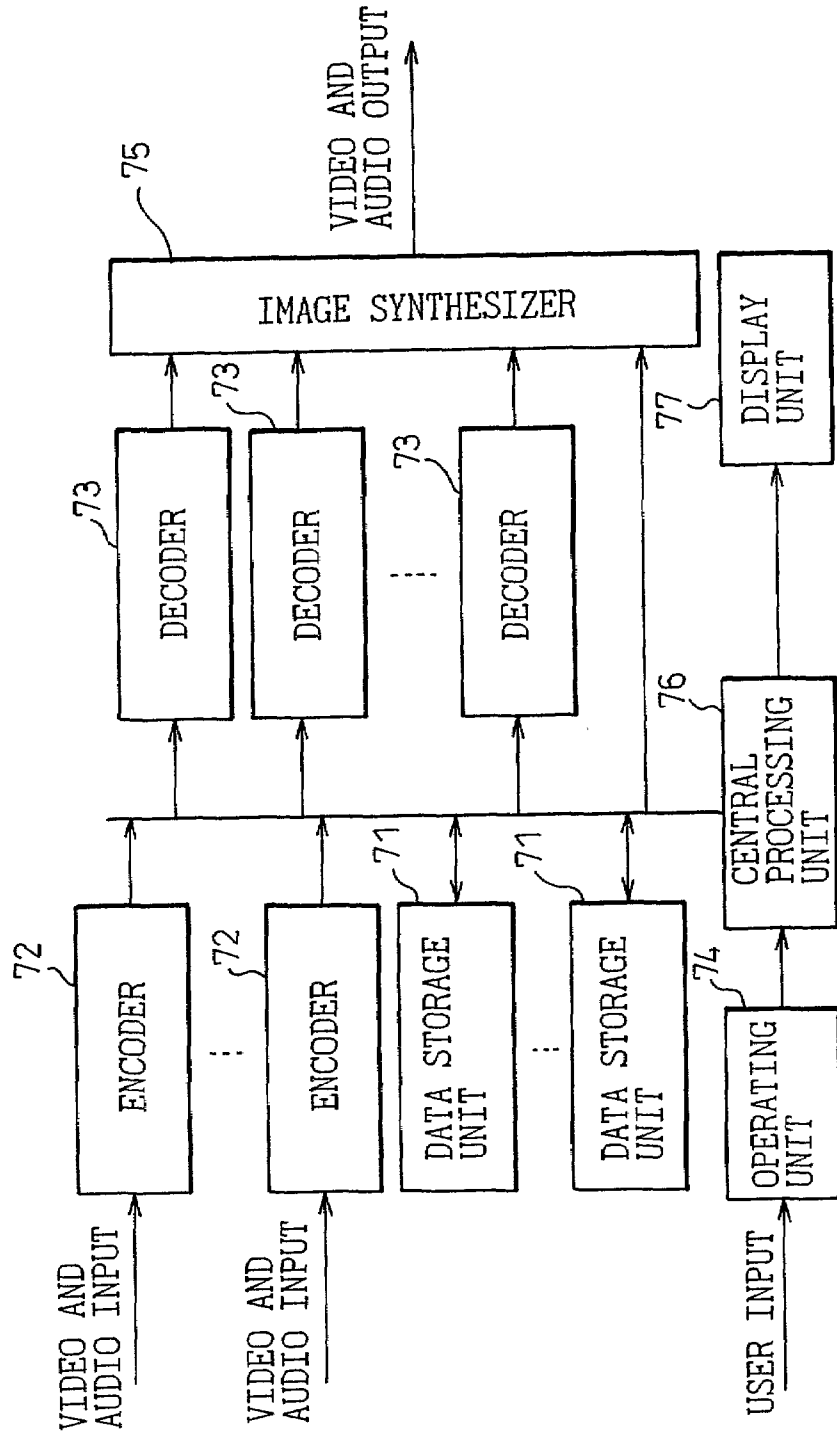 VIDEO AND
AUDIO INPUT
72
ENCODER
VIDEO AND
AUDIO INPUT
72
ENCODER
71
DATA STORAGE
UNIT
71
DATA STORAGE
UNIT
USER INPUT
74
OPERATING
UNIT
76
CENTRAL
PROCESSING
UNIT
73
DECODER
73
DECODER
73
DECODER
75
IMAGE SYNTHESIZER
VIDEO AND
AUDIO OUTPUT
77
DISPLAY
UNIT